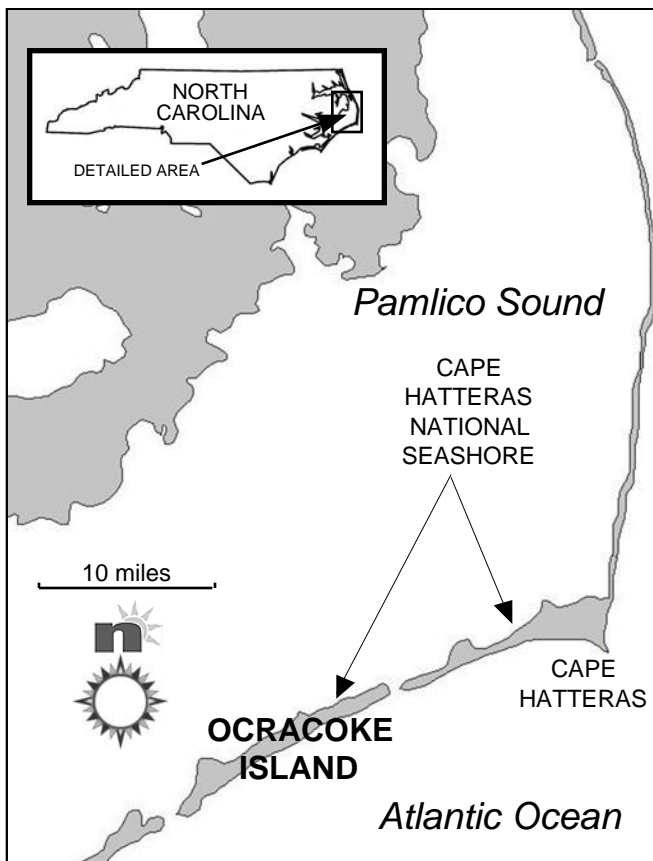 NORTH
CAROLINA
DETAILED AREA
Pamlico Sound
CAPE
HATTERAS
NATIONAL
SEASHORE
10 miles
n
CAPE
HATTERAS
OCRACOKE
ISLAND
Atlantic Ocean